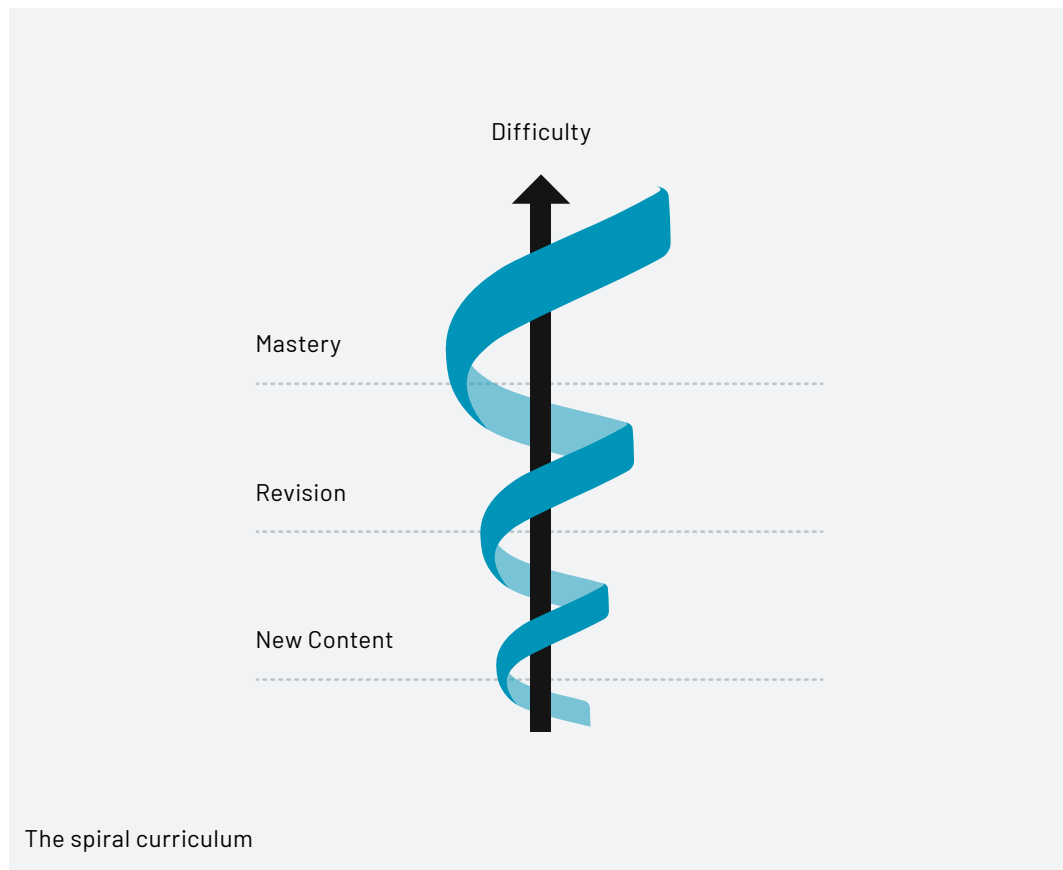 Difficulty
Mastery
Revision
New Content
The spiral curriculum